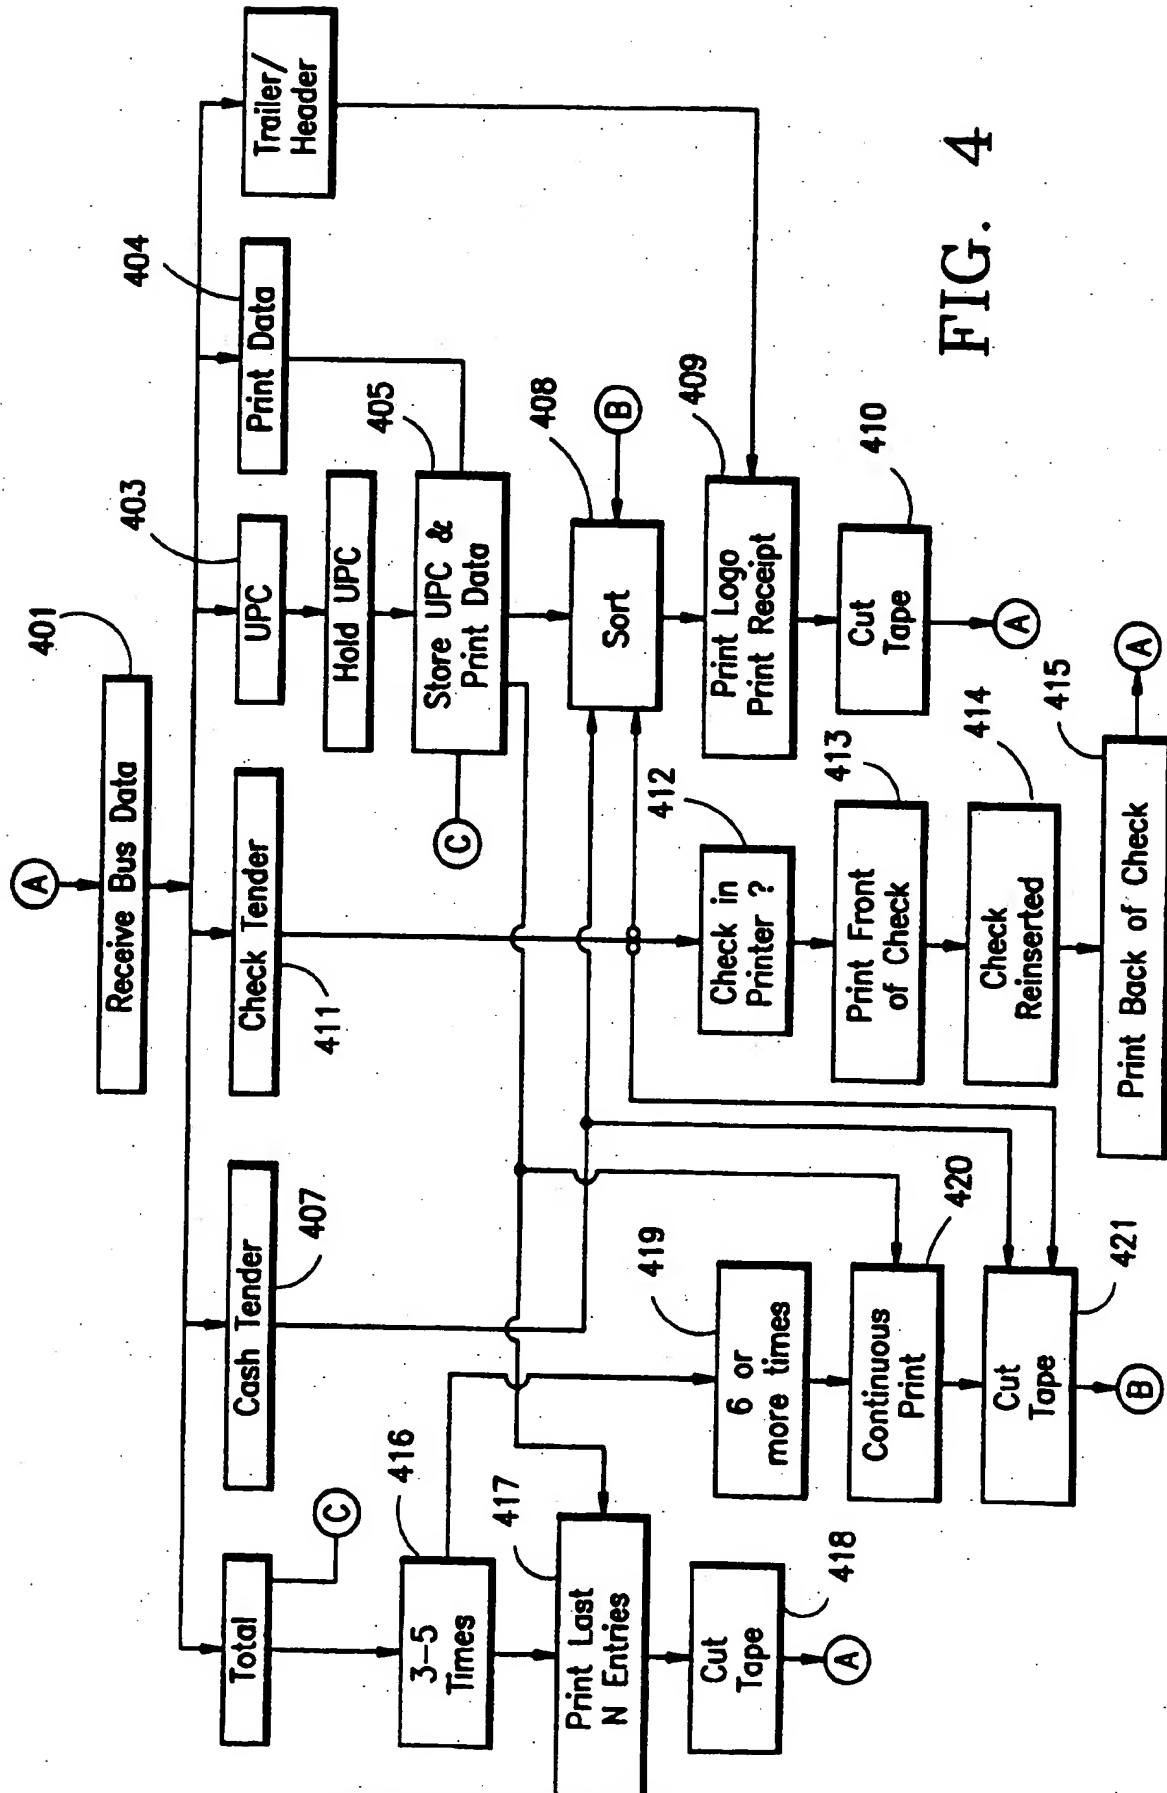 A
401
Receive Bus Data
Total
C
Cash Tender
407
Check Tender
411
UPC
403
Print Data
404
Trailer/
Header
Hold UPC
3-5
Times
416
C
Store UPC &
Print Data
405
Print Last
N Entries
417
Sort
408
B
6 or
more times
419
Check in
Printer ?
412
Print Logo
Print Receipt
409
Cut
Tape
418
A
Continuous
Print
420
Print Front
of Check
413
Cut
Tape
410
A
Cut
Tape
421
B
Check
Reinserted
414
Print Back of Check
415
A
FIG. 4